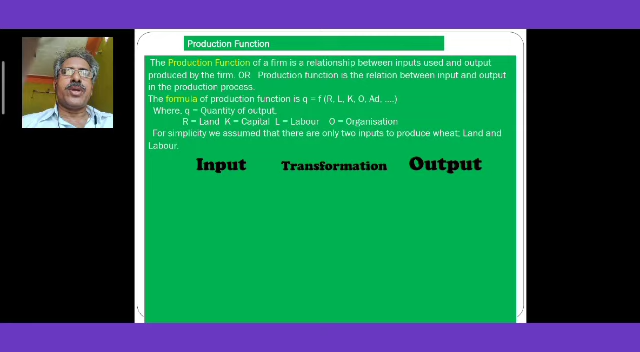 Production Function
The Production Function of a firm is a relationship between inputs used and output
produced by the firm. OR Production function is the relation between input and output
in the production process.
The formula of production function is q = f (R, L, K, O, Ad, ....)
Where, q = Quantity of output,
R = Land K = Capital L = Labour O = Organisation
For simplicity we assumed that there are only two inputs to produce wheat; Land and
Labour.
Input Transformation Output